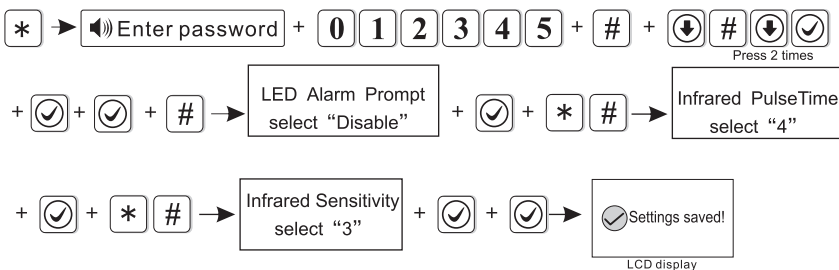 * Enter password + 0 1 2 3 4 5 + # + #
Press 2 times
+ + + # LED Alarm Prompt
select “Disable” + + * # Infrared PulseTime
select “4”
+ + * # Infrared Sensitivity
select “3” + + Settings saved!
LCD display